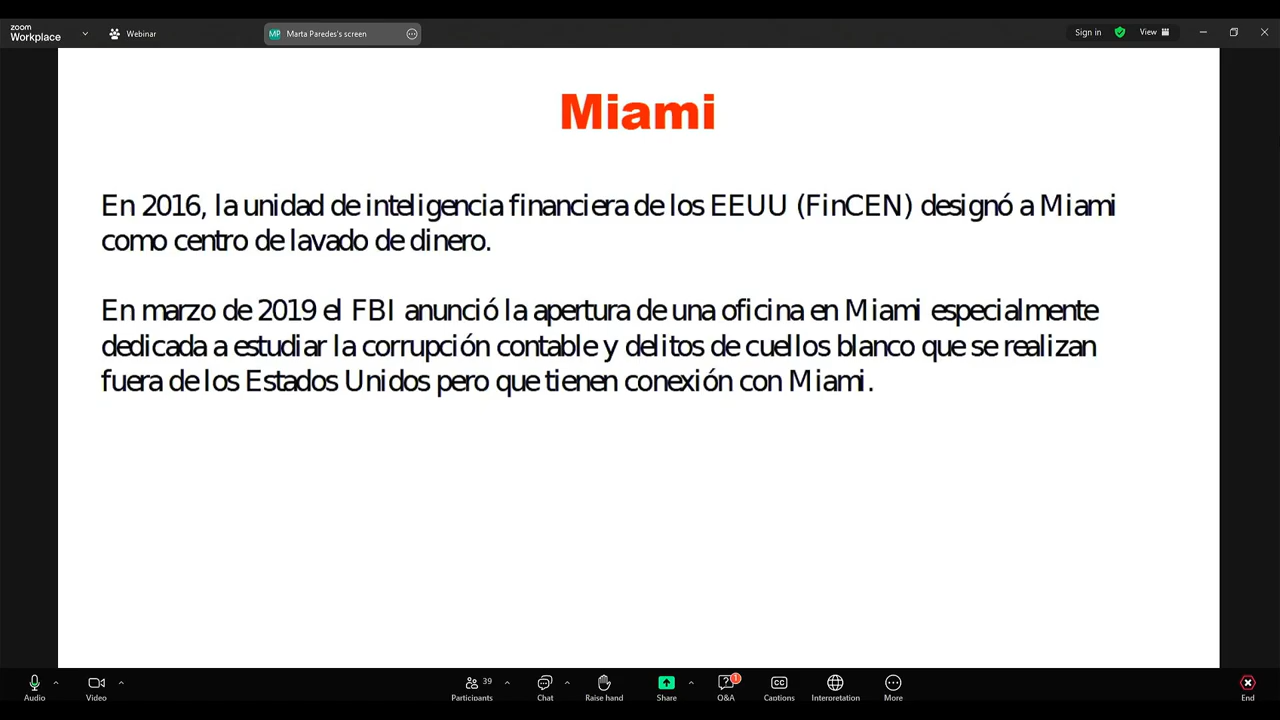 zoom
Workplace
Webinar
MP Marta Paredes's screen
Sign in
View
Miami
En 2016, la unidad de inteligencia financiera de los EEUU (FinCEN) designó a Miami
como centro de lavado de dinero.
En marzo de 2019 el FBI anunció la apertura de una oficina en Miami especialmente
dedicada a estudiar la corrupción contable y delitos de cuellos blanco que se realizan
fuera de los Estados Unidos pero que tienen conexión con Miami.
Audio
Video
Participants 39
Chat
Raise hand
Share
Q&A 1
CC Captions
Interpretation
More
End